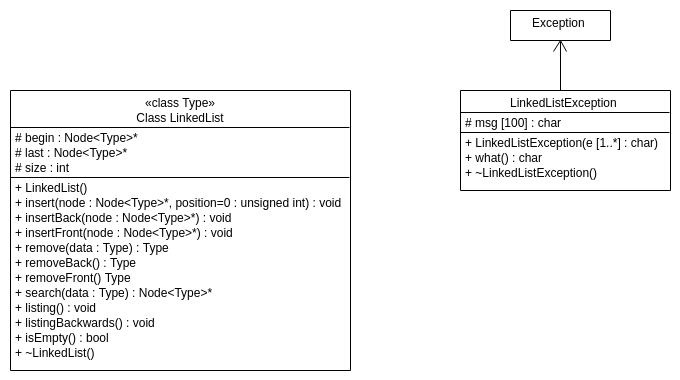 Exception
«class Type»
Class LinkedList
# begin : Node<Type>*
# last : Node<Type>*
# size : int
+ LinkedList()
+ insert(node : Node<Type>*, position=0 : unsigned int) : void
+ insertBack(node : Node<Type>*) : void
+ insertFront(node : Node<Type>*) : void
+ remove(data : Type) : Type
+ removeBack() : Type
+ removeFront() Type
+ search(data : Type) : Node<Type>*
+ listing() : void
+ listingBackwards() : void
+ isEmpty() : bool
+ ~LinkedList()
LinkedListException
# msg [100] : char
+ LinkedListException(e [1..*] : char)
+ what() : char
+ ~LinkedListException()